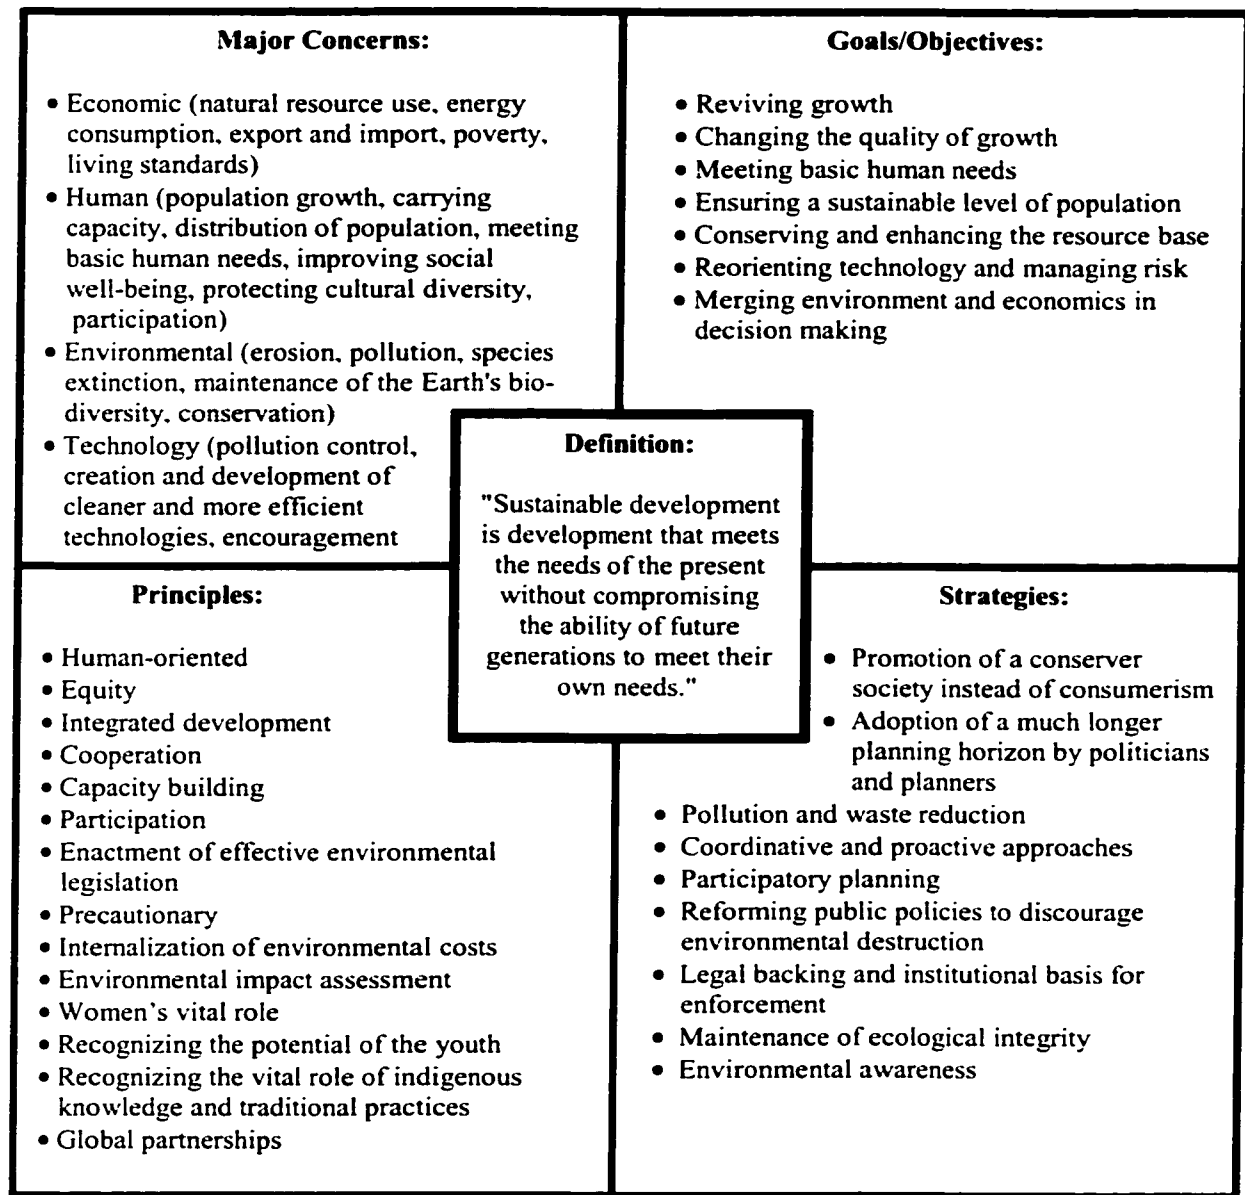 Major Concerns:
• Economic (natural resource use, energy
consumption, export and import, poverty,
living standards)
• Human (population growth, carrying
capacity, distribution of population, meeting
basic human needs, improving social
well-being, protecting cultural diversity,
participation)
• Environmental (erosion, pollution, species
extinction, maintenance of the Earth's bio-
diversity, conservation)
• Technology (pollution control,
creation and development of
cleaner and more efficient
technologies, encouragement
Goals/Objectives:
• Reviving growth
• Changing the quality of growth
• Meeting basic human needs
• Ensuring a sustainable level of population
• Conserving and enhancing the resource base
• Reorienting technology and managing risk
• Merging environment and economics in
decision making
Definition:
"Sustainable development
is development that meets
the needs of the present
without compromising
the ability of future
generations to meet their
own needs."
Principles:
• Human-oriented
• Equity
• Integrated development
• Cooperation
• Capacity building
• Participation
• Enactment of effective environmental
legislation
• Precautionary
• Internalization of environmental costs
• Environmental impact assessment
• Women's vital role
• Recognizing the potential of the youth
• Recognizing the vital role of indigenous
knowledge and traditional practices
• Global partnerships
Strategies:
• Promotion of a conserver
society instead of consumerism
• Adoption of a much longer
planning horizon by politicians
and planners
• Pollution and waste reduction
• Coordinative and proactive approaches
• Participatory planning
• Reforming public policies to discourage
environmental destruction
• Legal backing and institutional basis for
enforcement
• Maintenance of ecological integrity
• Environmental awareness